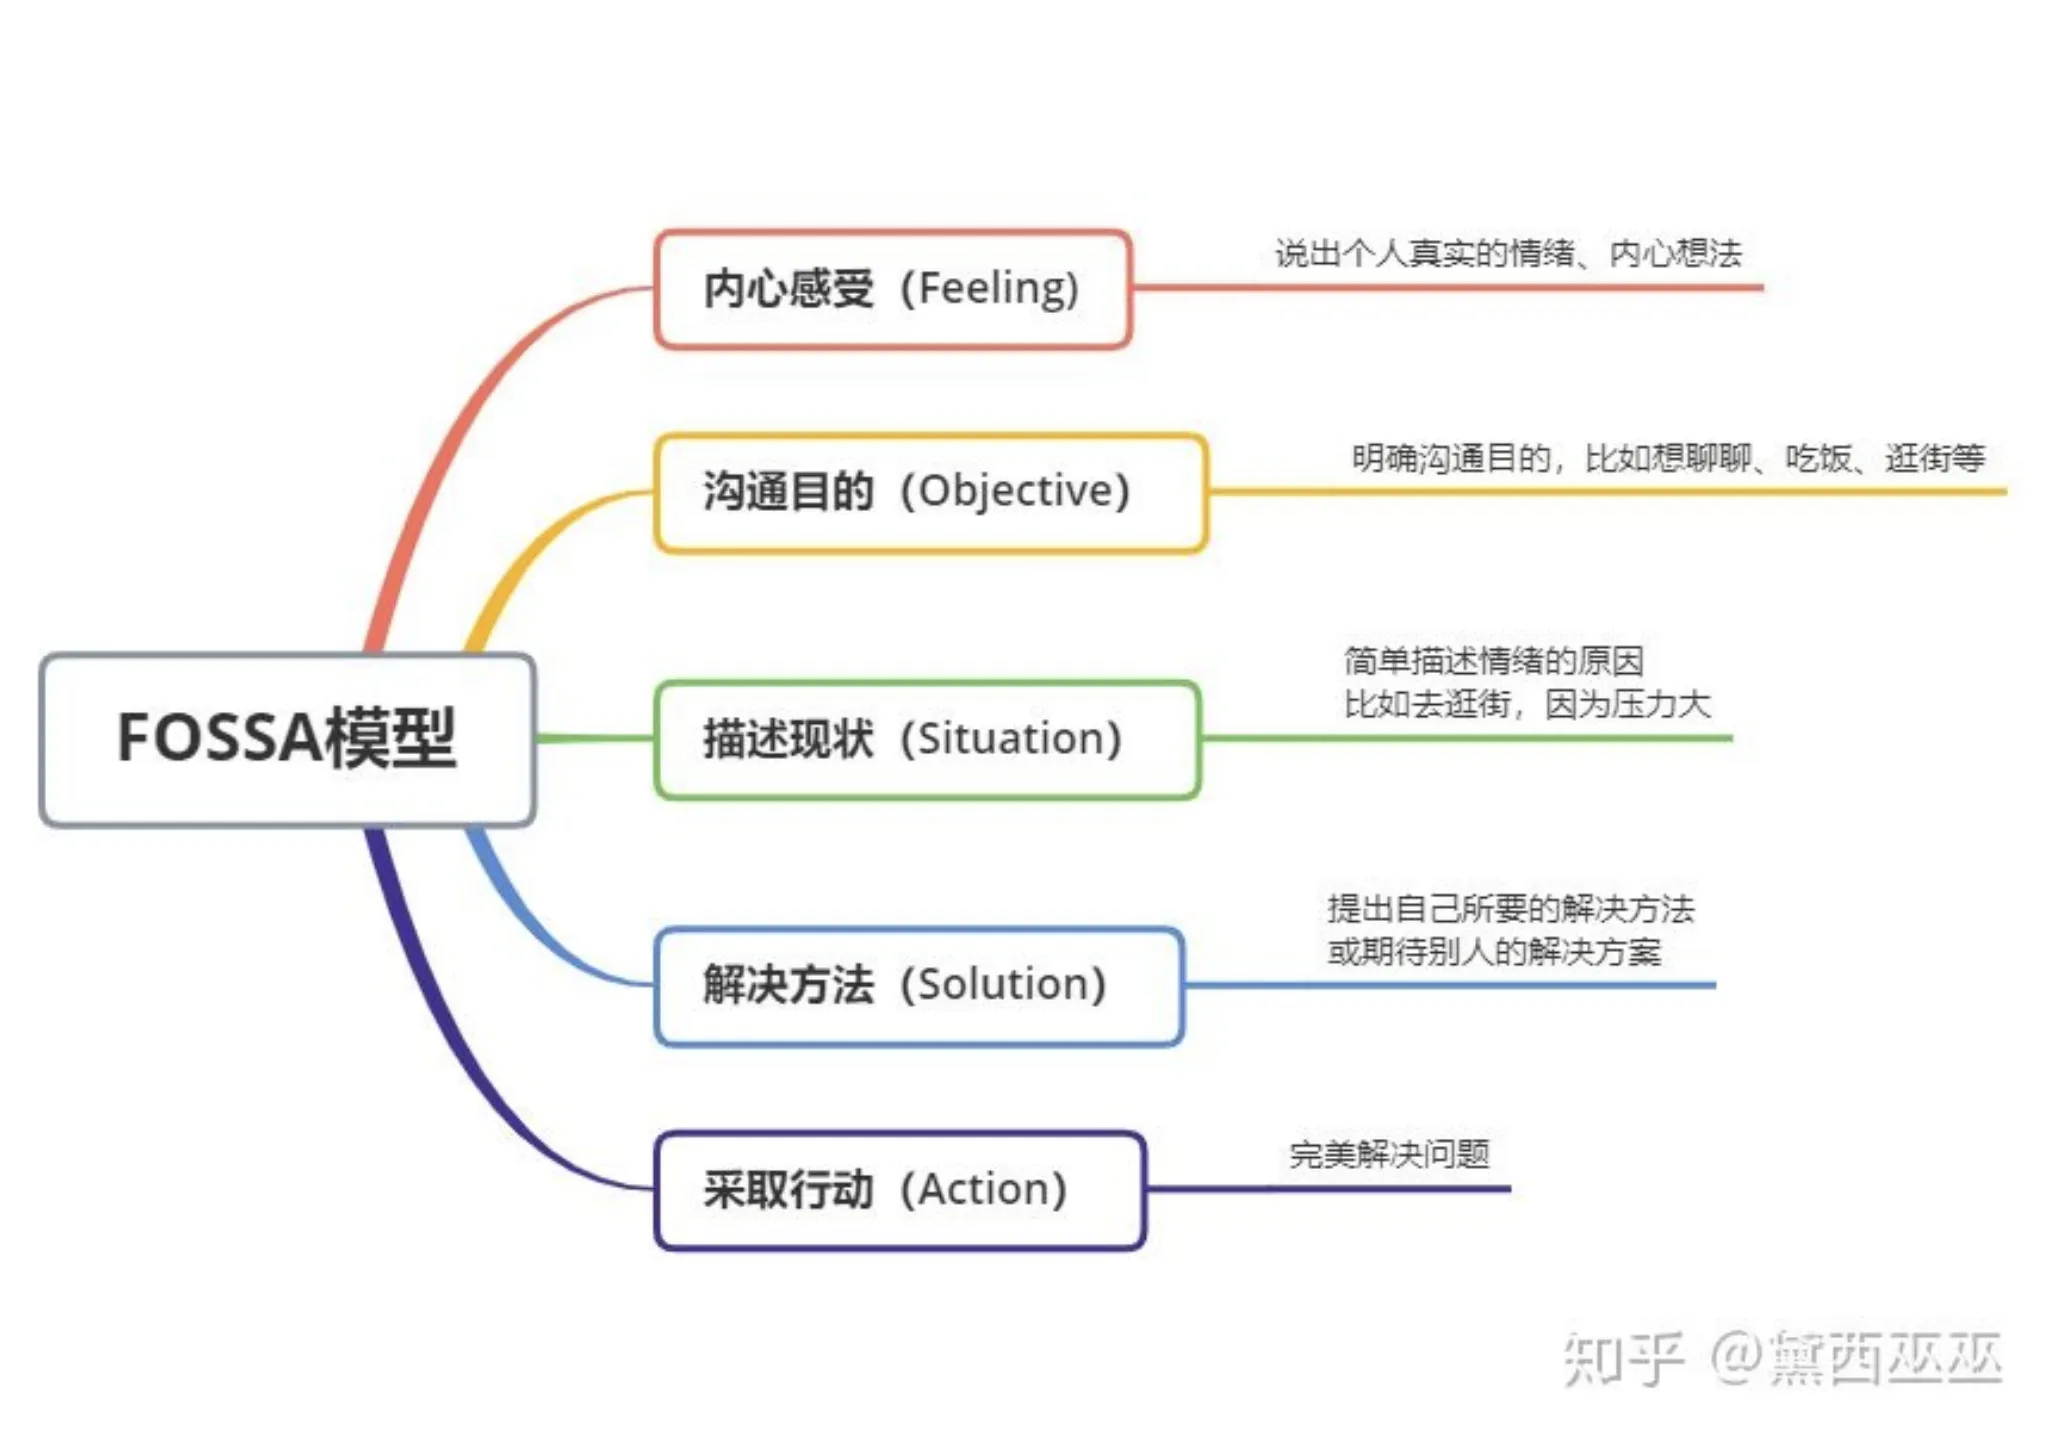 内心感受（Feeling)
说出个人真实的情绪、内心想法
沟通目的（Objective）
明确沟通目的，比如想聊聊、吃饭、逛街等
FOSSA模型
描述现状（Situation）
简单描述情绪的原因
比如去逛街，因为压力大
解决方法（Solution）
提出自己所要的解决方法
或期待别人的解决方案
采取行动（Action）
完美解决问题
知乎 @黛西巫巫